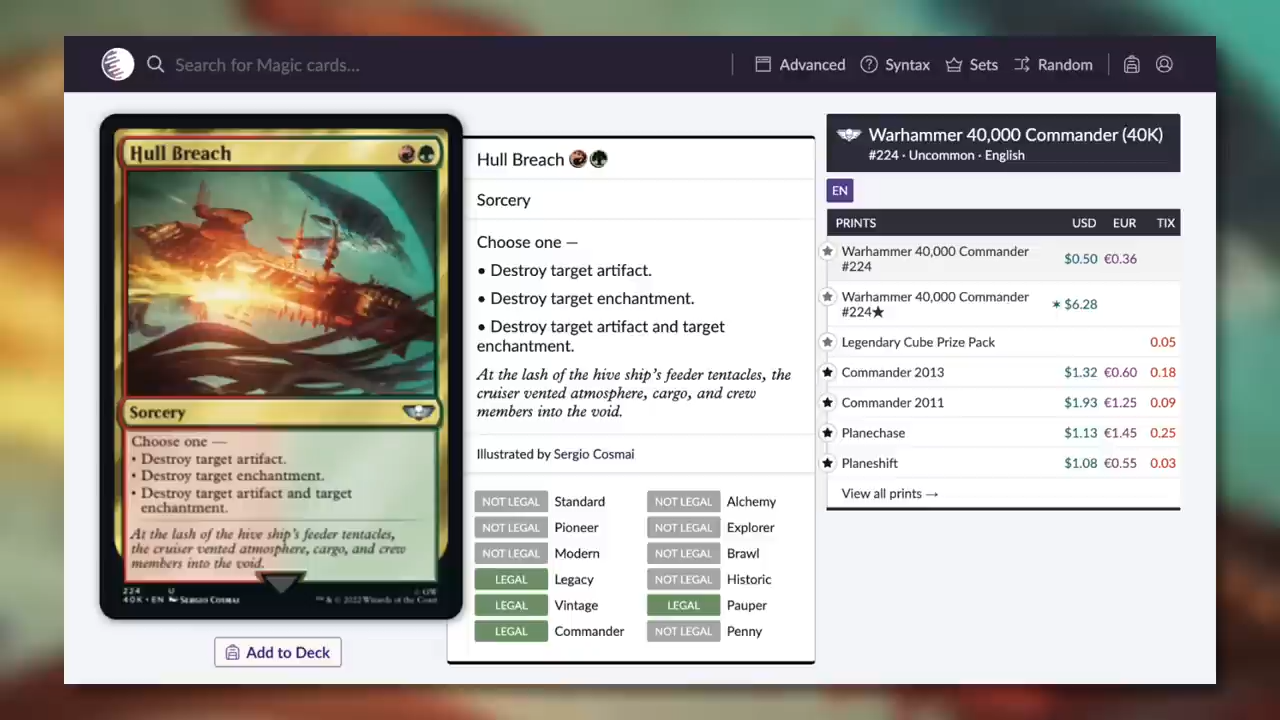 Search for Magic cards...
Advanced
Syntax
Sets
Random
Hull Breach
Sorcery
Choose one —
• Destroy target artifact.
• Destroy target enchantment.
• Destroy target artifact and target
enchantment.
At the lash of the hive ship's feeder tentacles,
the cruiser vented atmosphere, cargo, and crew
members into the void.
224 U
40K • EN Sergio Cosmai
™ & © 2022 Wizards of the Coast
Add to Deck
Hull Breach
Sorcery
Choose one —
• Destroy target artifact.
• Destroy target enchantment.
• Destroy target artifact and target
enchantment.
At the lash of the hive ship's feeder tentacles, the
cruiser vented atmosphere, cargo, and crew
members into the void.
Illustrated by Sergio Cosmai
NOT LEGAL Standard NOT LEGAL Alchemy
NOT LEGAL Pioneer NOT LEGAL Explorer
NOT LEGAL Modern NOT LEGAL Brawl
LEGAL Legacy NOT LEGAL Historic
LEGAL Vintage LEGAL Pauper
LEGAL Commander NOT LEGAL Penny
Warhammer 40,000 Commander (40K)
#224 · Uncommon · English
EN
PRINTS USD EUR TIX
Warhammer 40,000 Commander
#224 $0.50 €0.36
Warhammer 40,000 Commander
#224★ ✶ $6.28
Legendary Cube Prize Pack 0.05
Commander 2013 $1.32 €0.60 0.18
Commander 2011 $1.93 €1.25 0.09
Planechase $1.13 €1.45 0.25
Planeshift $1.08 €0.55 0.03
View all prints →